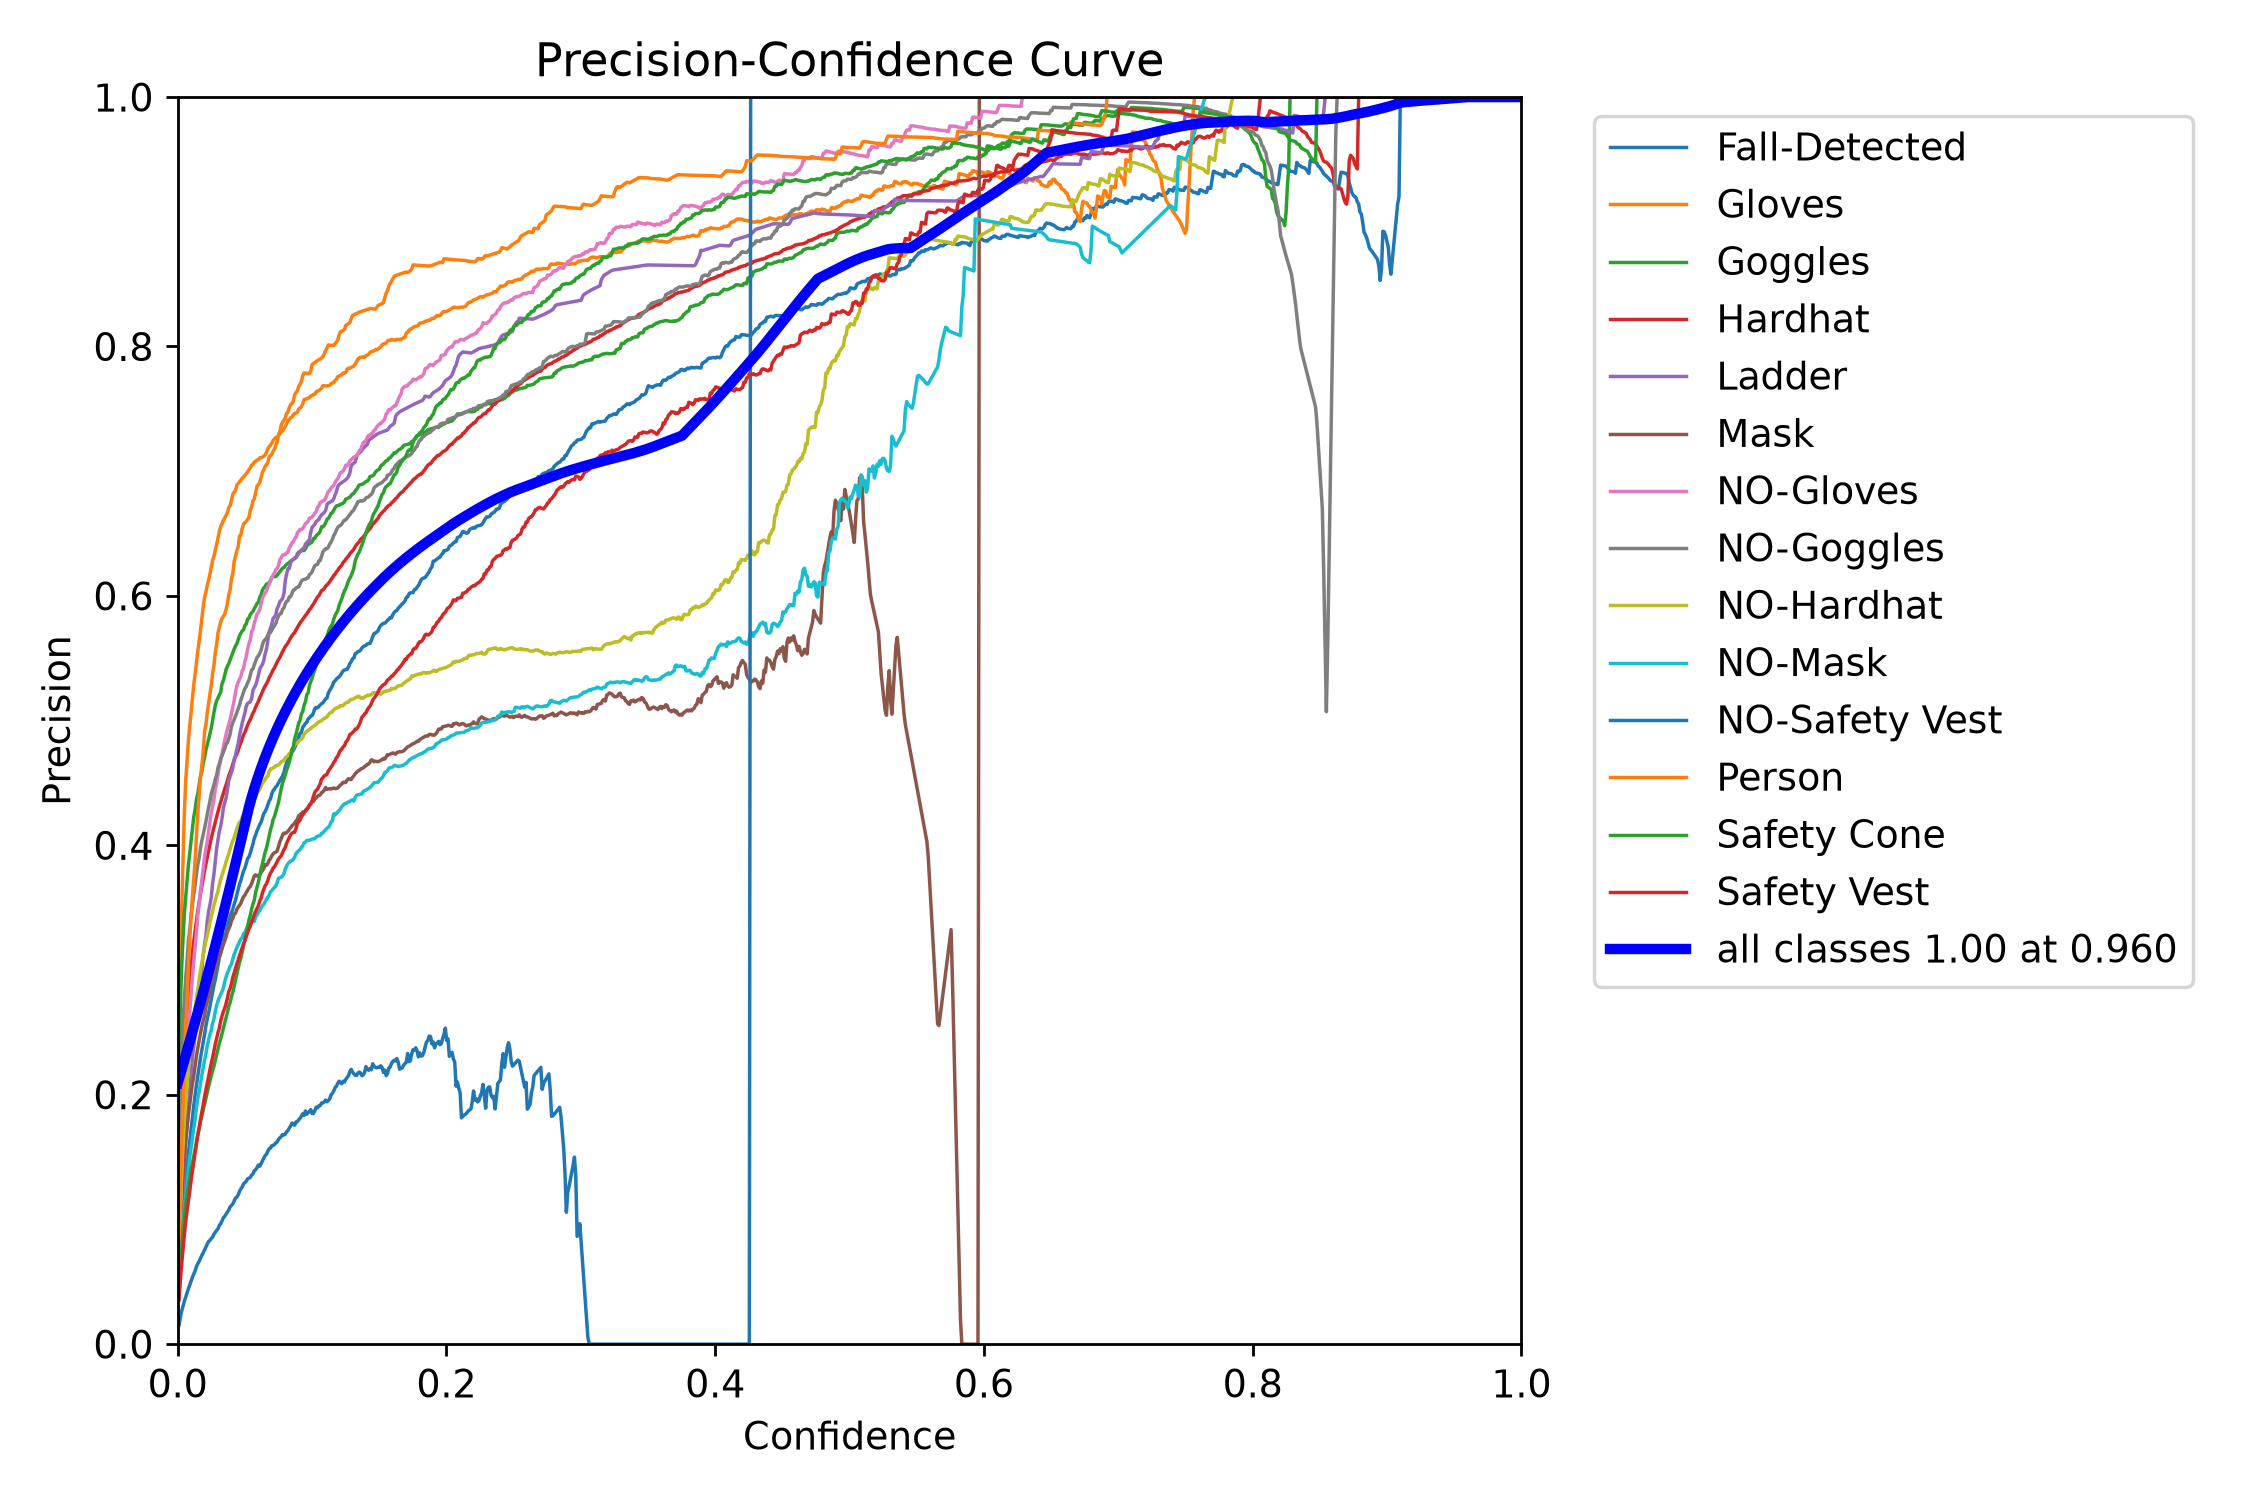 Precision-Confidence Curve
1.0
0.8
0.6
0.4
0.2
0.0
Precision
0.0 0.2 0.4 0.6 0.8 1.0
Confidence
Fall-Detected
Gloves
Goggles
Hardhat
Ladder
Mask
NO-Gloves
NO-Goggles
NO-Hardhat
NO-Mask
NO-Safety Vest
Person
Safety Cone
Safety Vest
all classes 1.00 at 0.960